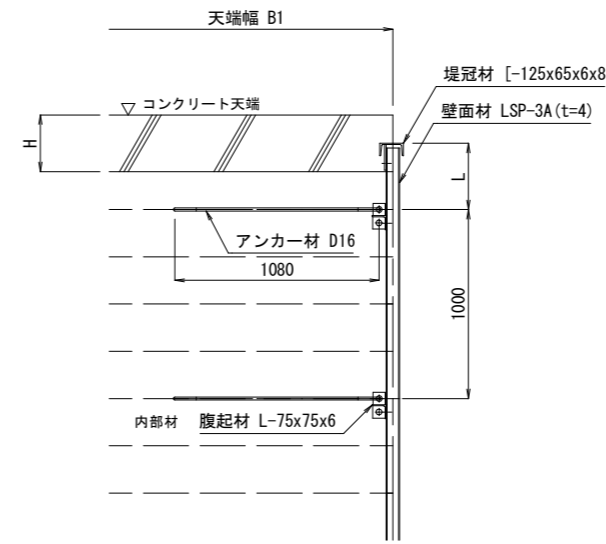 天端幅 B1
堤冠材 [-125x65x6x8
コンクリート天端
壁面材 LSP-3A(t=4)
H
L
アンカー材 D16
1080
1000
内部材
腹起材 L-75x75x6